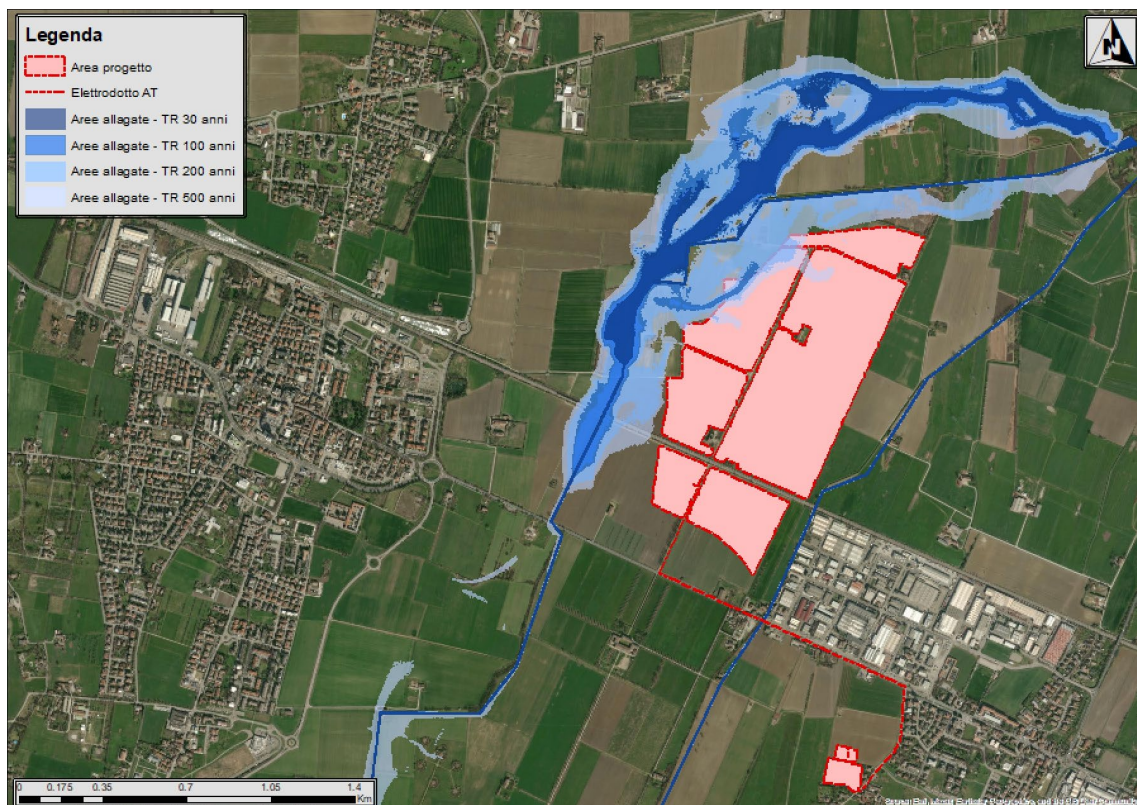 Legenda
Area progetto
Elettrodotto AT
Aree allagate - TR 30 anni
Aree allagate - TR 100 anni
Aree allagate - TR 200 anni
Aree allagate - TR 500 anni
N
0 0.175 0.35 0.7 1.05 1.4
Km